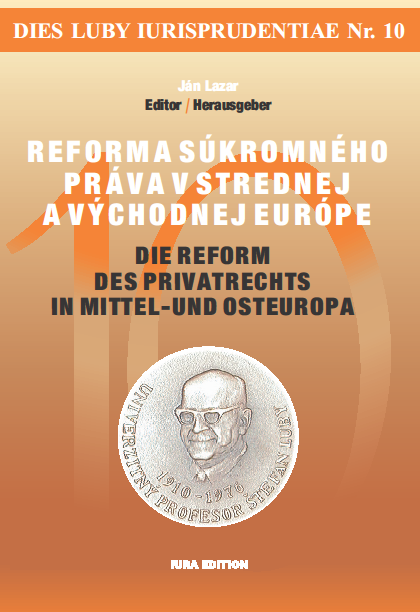 DIES LUBY IURISPRUDENTIAE Nr. 10
Ján Lazar
Editor / Herausgeber
REFORMA SÚKROMNÉHO
PRÁVA V STREDNEJ
A VÝCHODNEJ EURÓPE
10
DIE REFORM
DES PRIVATRECHTS
IN MITTEL-UND OSTEUROPA
1910-1976
UNIVERZITNÝ PROFESOR ŠTEFAN LUBY
IURA EDITION